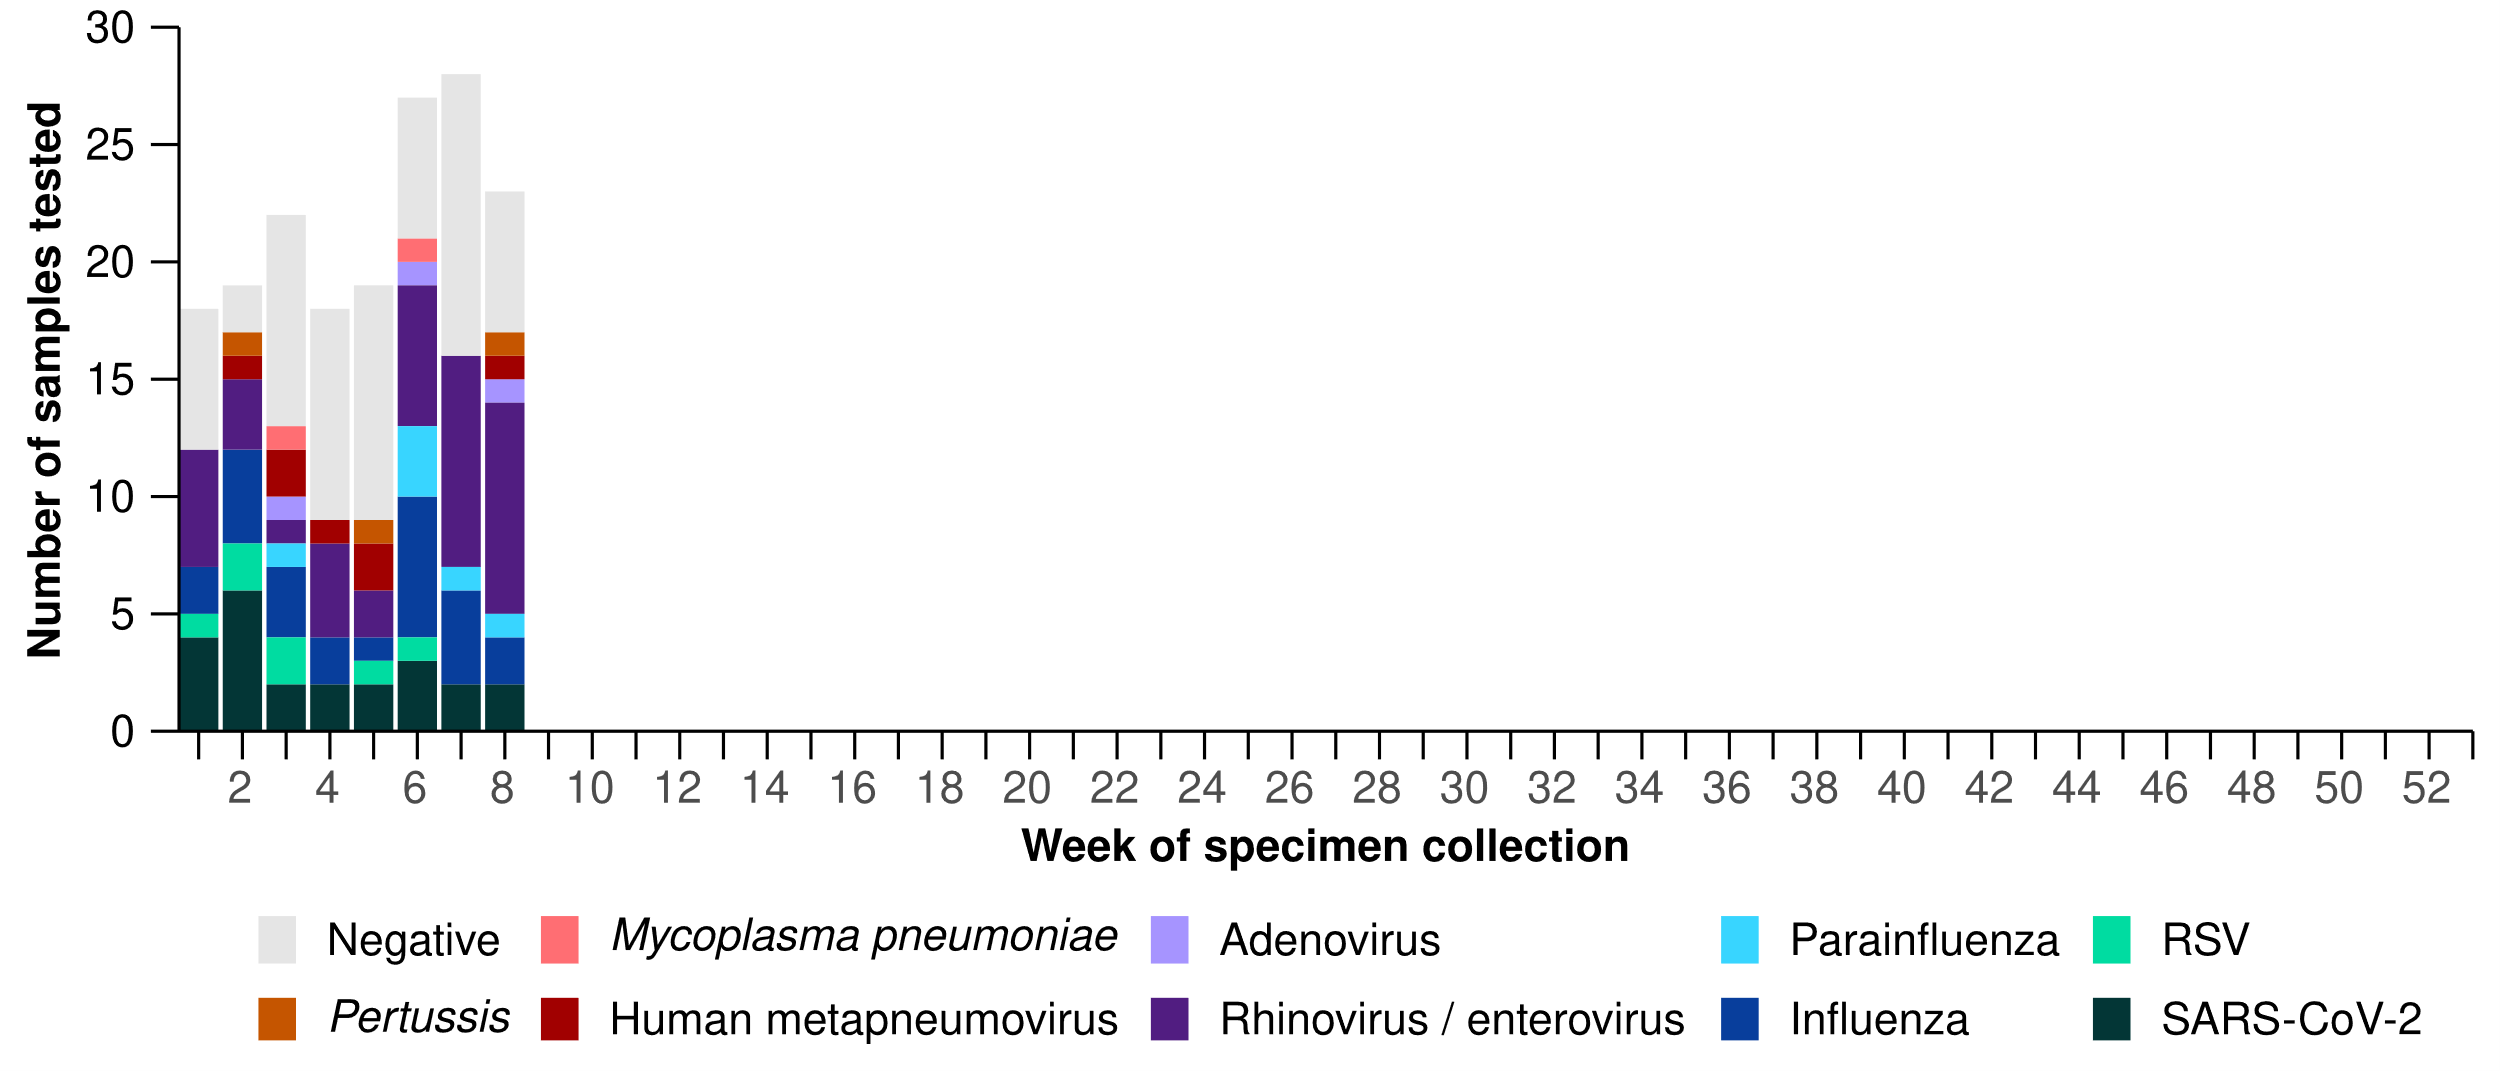 30
25
20
15
10
5
0
Number of samples tested
2 4 6 8 10 12 14 16 18 20 22 24 26 28 30 32 34 36 38 40 42 44 46 48 50 52
Week of specimen collection
Negative Mycoplasma pneumoniae Adenovirus Parainfluenza RSV
Pertussis Human metapneumovirus Rhinovirus / enterovirus Influenza SARS-CoV-2